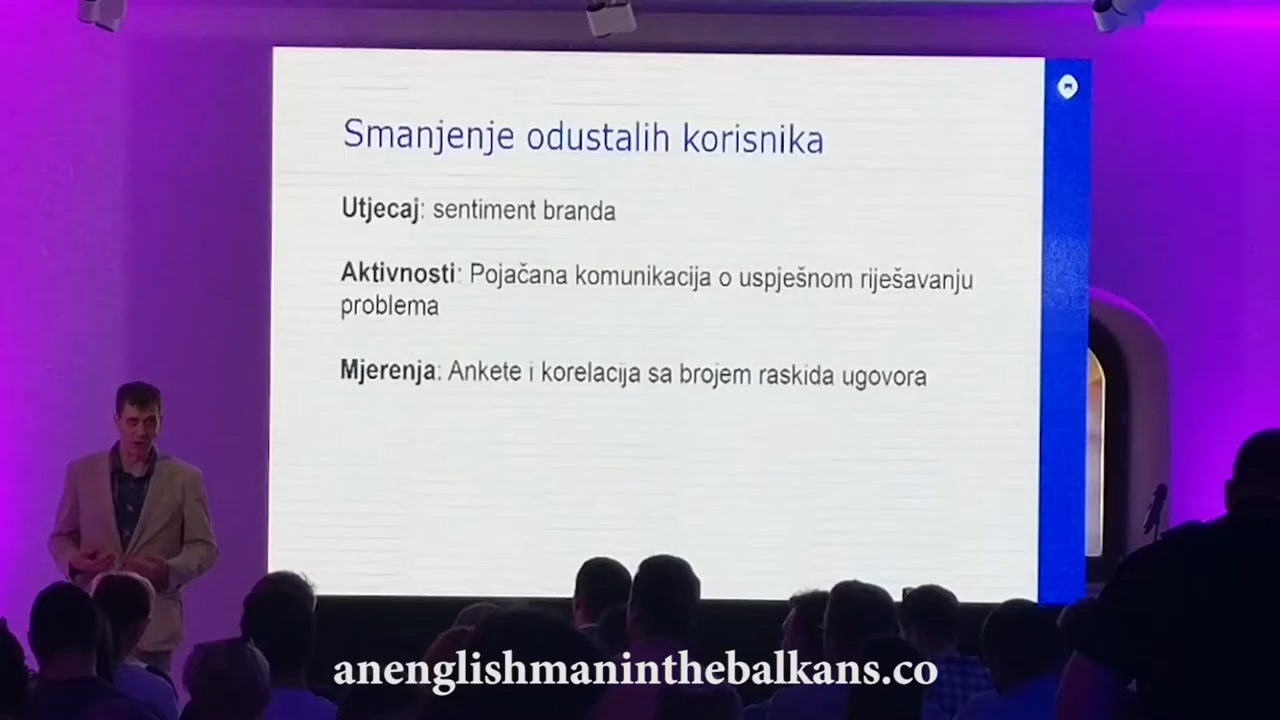 Smanjenje odustalih korisnika
Utjecaj: sentiment branda
Aktivnosti: Pojačana komunikacija o uspješnom riješavanju
problema
Mjerenja: Ankete i korelacija sa brojem raskida ugovora
anenglishmaninthebalkans.co